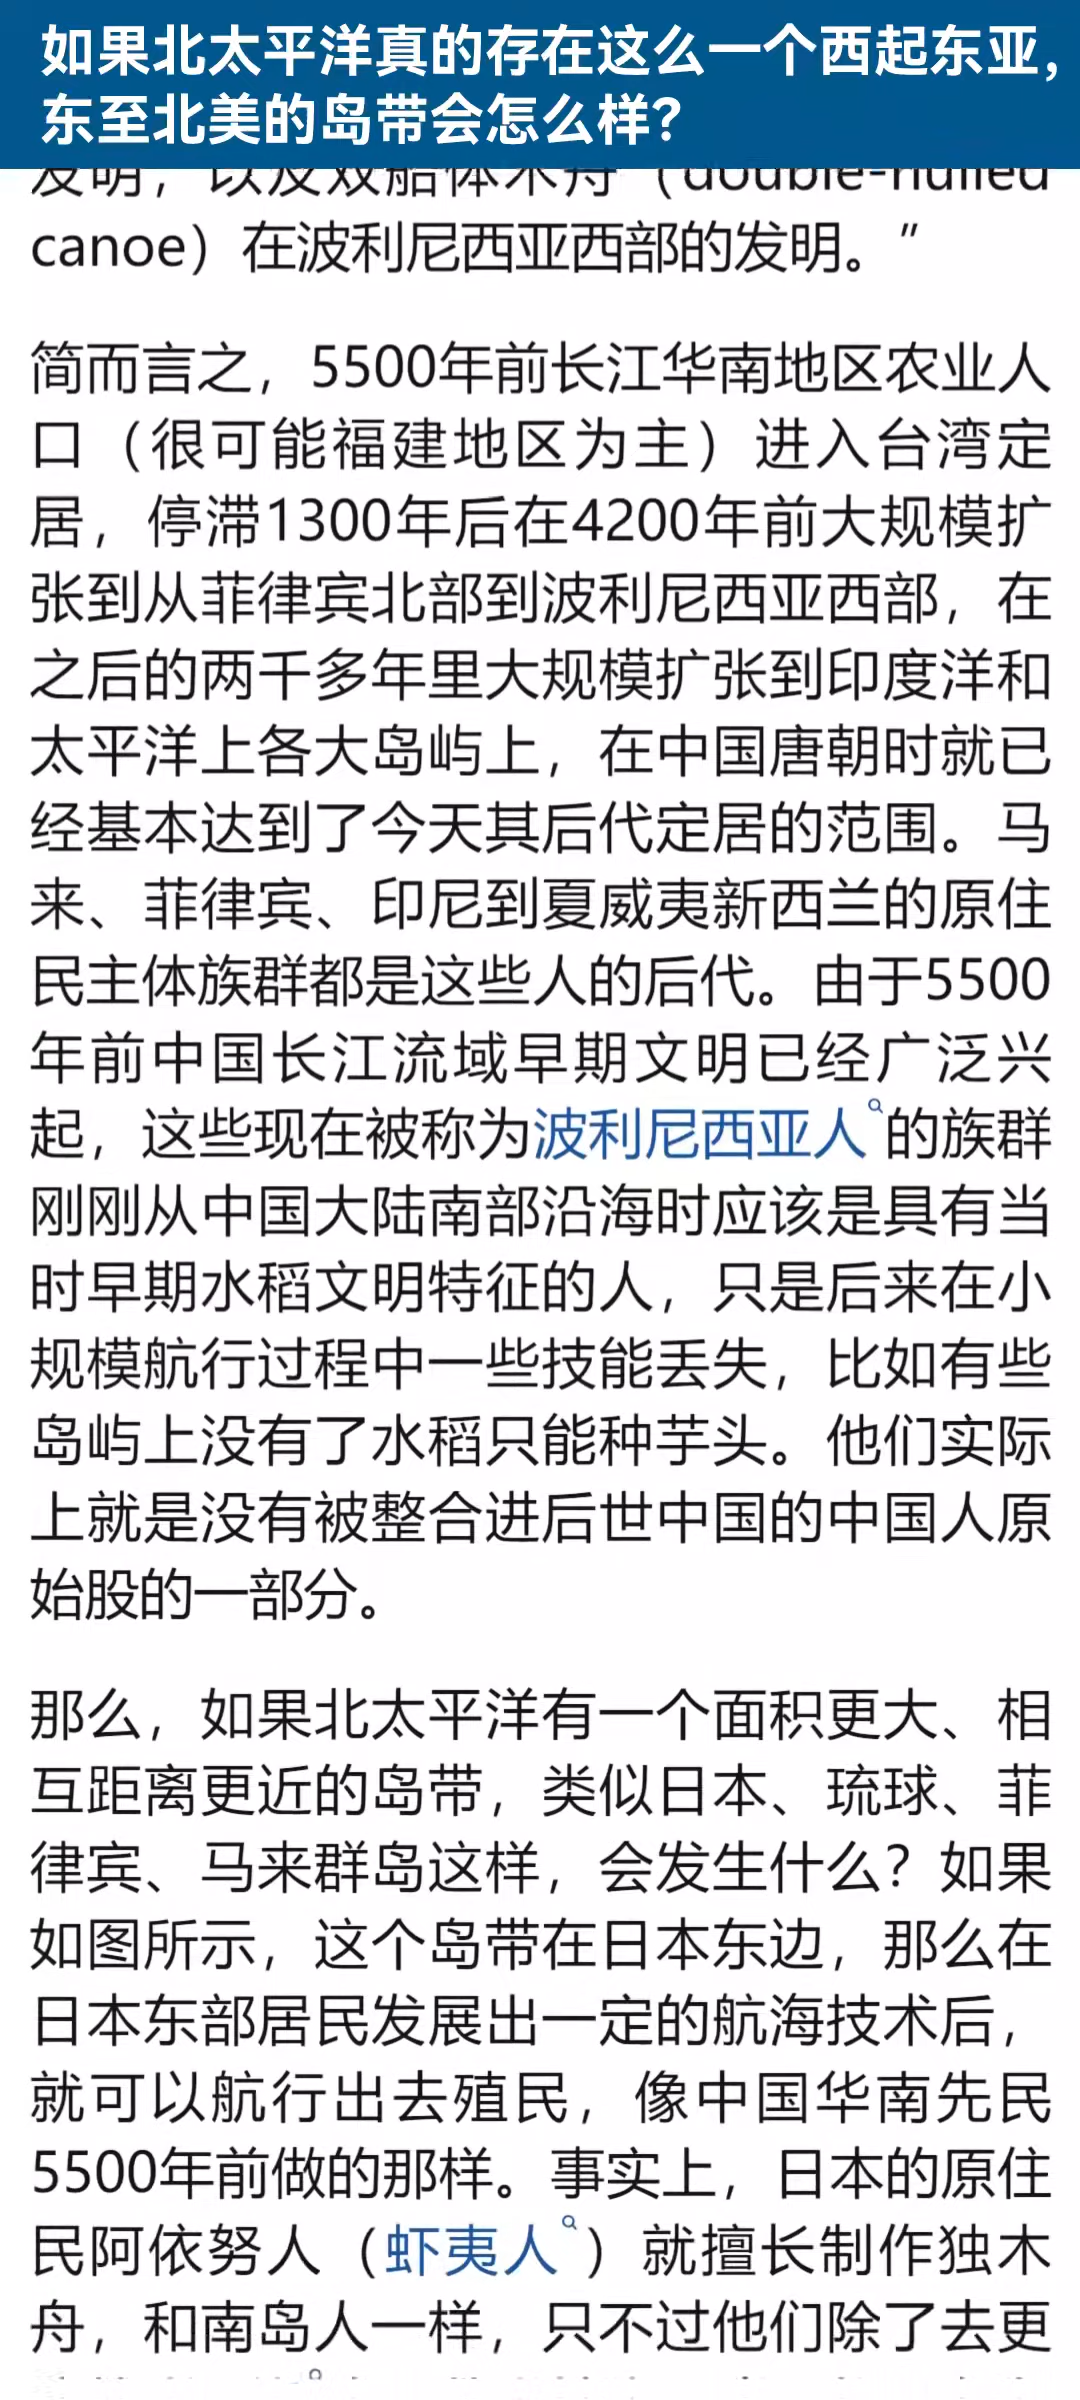 如果北太平洋真的存在这么一个西起东亚，
东至北美的岛带会怎么样？
发明，以及双船体木舟（double-hulled
canoe）在波利尼西亚西部的发明。”
简而言之，5500年前长江华南地区农业人
口（很可能福建地区为主）进入台湾定
居，停滞1300年后在4200年前大规模扩
张到从菲律宾北部到波利尼西亚西部，在
之后的两千多年里大规模扩张到印度洋和
太平洋上各大岛屿上，在中国唐朝时就已
经基本达到了今天其后代定居的范围。马
来、菲律宾、印尼到夏威夷新西兰的原住
民主体族群都是这些人的后代。由于5500
年前中国长江流域早期文明已经广泛兴
起，这些现在被称为波利尼西亚人的族群
刚刚从中国大陆南部沿海时应该是具有当
时早期水稻文明特征的人，只是后来在小
规模航行过程中一些技能丢失，比如有些
岛屿上没有了水稻只能种芋头。他们实际
上就是没有被整合进后世中国的中国人原
始股的一部分。
那么，如果北太平洋有一个面积更大、相
互距离更近的岛带，类似日本、琉球、菲
律宾、马来群岛这样，会发生什么？如果
如图所示，这个岛带在日本东边，那么在
日本东部居民发展出一定的航海技术后，
就可以航行出去殖民，像中国华南先民
5500年前做的那样。事实上，日本的原住
民阿依努人（虾夷人）就擅长制作独木
舟，和南岛人一样，只不过他们除了去更